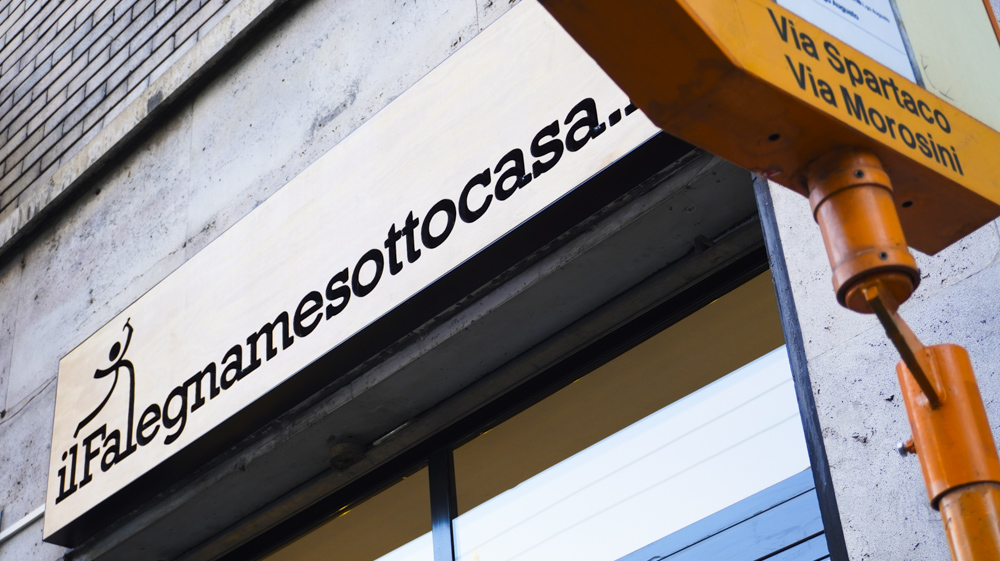 ilFalegnamesottocasa..
Via Spartaco
Via Morosini